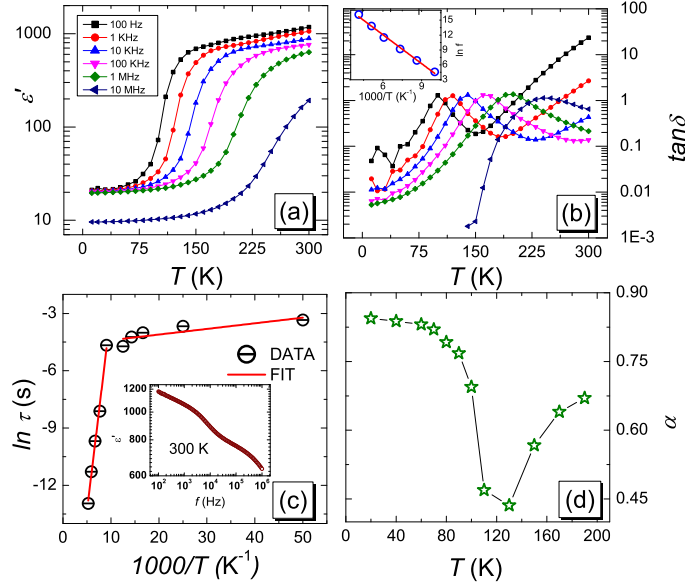 (a)
1000
100
10
ε'
100 Hz
1 KHz
10 KHz
100 KHz
1 MHz
10 MHz
0 75 150 225 300
T (K)
(b)
15
12
9
6
3
ln f
6 9
1000/T (K⁻¹)
100
10
1
0.1
0.01
1E-3
tanδ
0 75 150 225 300
T (K)
(c)
-3
-6
-9
-12
ln τ (s)
DATA
FIT
1200
1000
800
600
ε'
300 K
10² 10³ 10⁴ 10⁵ 10⁶
f (Hz)
0 10 20 30 40 50
1000/T (K⁻¹)
(d)
0.90
0.75
0.60
0.45
α
0 40 80 120 160 200
T (K)